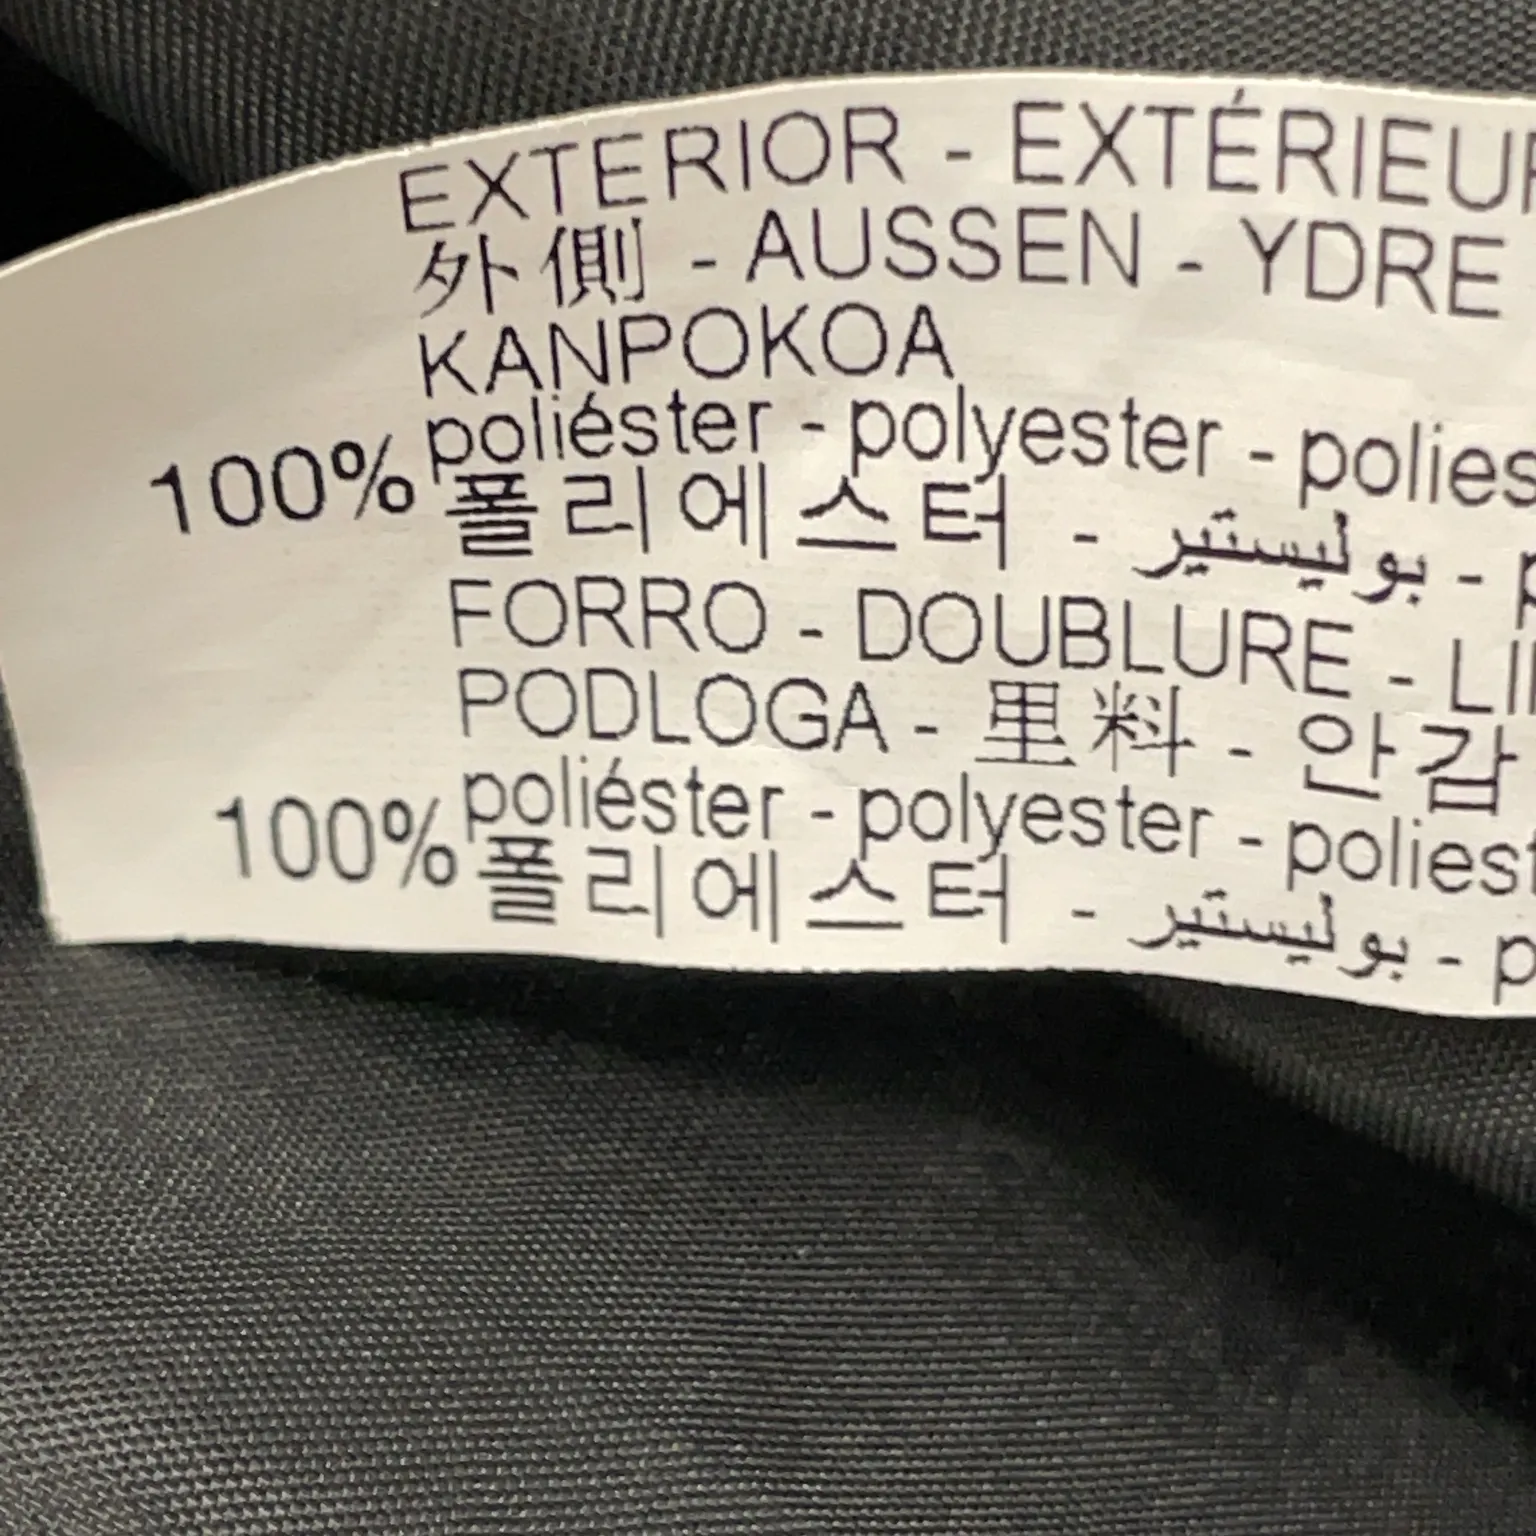 EXTERIOR - EXTÉRIEUR
外側 - AUSSEN - YDRE
KANPOKOA
100% poliéster - polyester - polies
폴리에스터 - بوليستير - p
FORRO - DOUBLURE - LI
PODLOGA - 里料 - 안감
100% poliéster - polyester - poliest
폴리에스터 - بوليستير - p